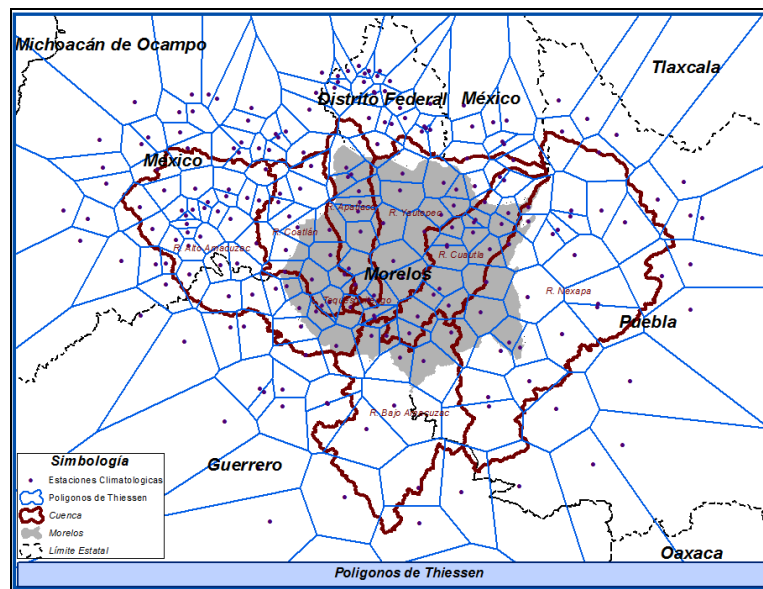 Michoacán de Ocampo
Tlaxcala
Distrito Federal
México
México
R. Apatlaco
R. Yautepec
R. Coatlán
R. Alto Amacuzac
R. Cuautla
Morelos
R. Nexapa
Puebla
R. Bajo Amacuzac
Guerrero
Simbología
Estaciones Climatologicas
Poligonos de Thiessen
Cuenca
Morelos
Límite Estatal
Oaxaca
Poligonos de Thiessen